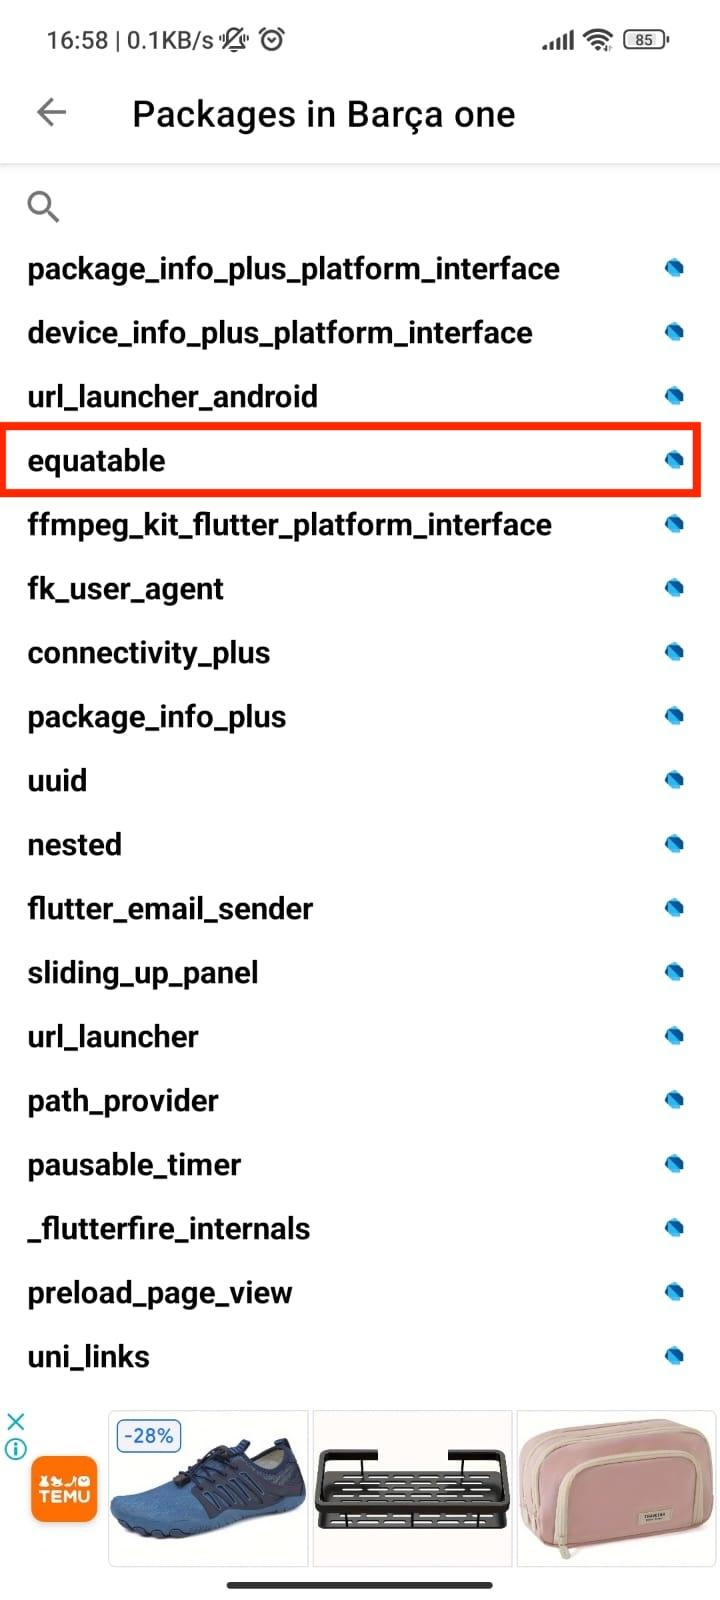 16:58 | 0.1KB/s
85
Packages in Barça one
package_info_plus_platform_interface
device_info_plus_platform_interface
url_launcher_android
equatable
ffmpeg_kit_flutter_platform_interface
fk_user_agent
connectivity_plus
package_info_plus
uuid
nested
flutter_email_sender
sliding_up_panel
url_launcher
path_provider
pausable_timer
_flutterfire_internals
preload_page_view
uni_links
-28%
TEMU